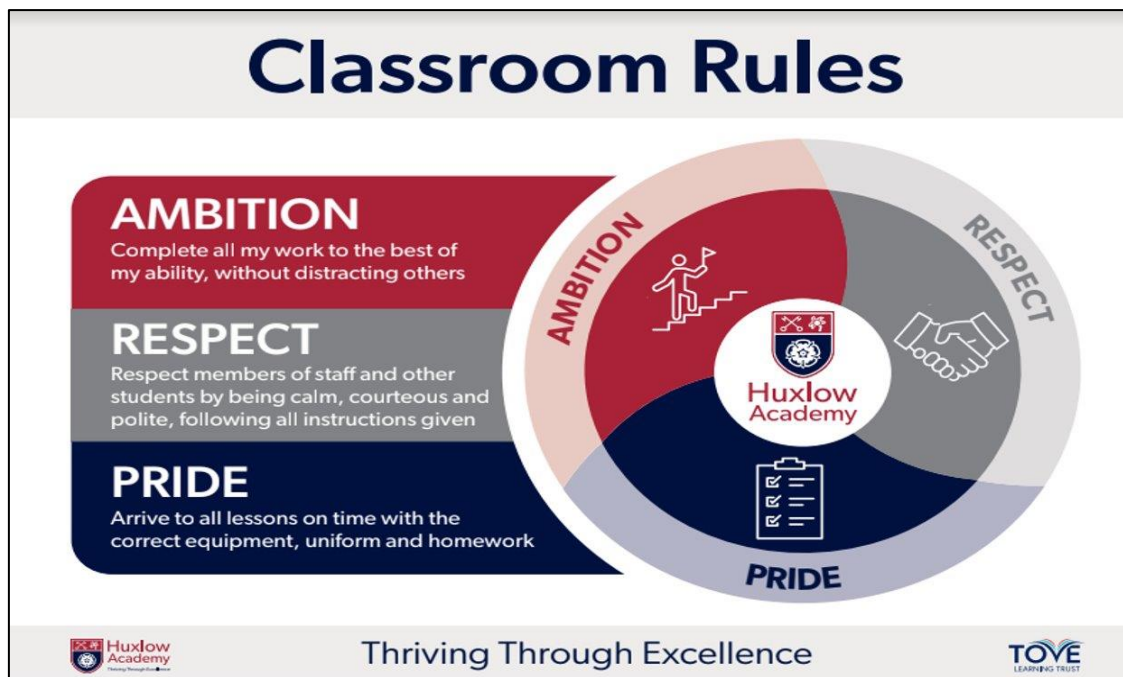 Classroom Rules
AMBITION
Complete all my work to the best of
my ability, without distracting others
RESPECT
Respect members of staff and other
students by being calm, courteous and
polite, following all instructions given
PRIDE
Arrive to all lessons on time with the
correct equipment, uniform and homework
AMBITION
RESPECT
Huxlow
Academy
PRIDE
Huxlow
Academy
Thriving Through Excellence
Thriving Through Excellence
TOVE
LEARNING TRUST